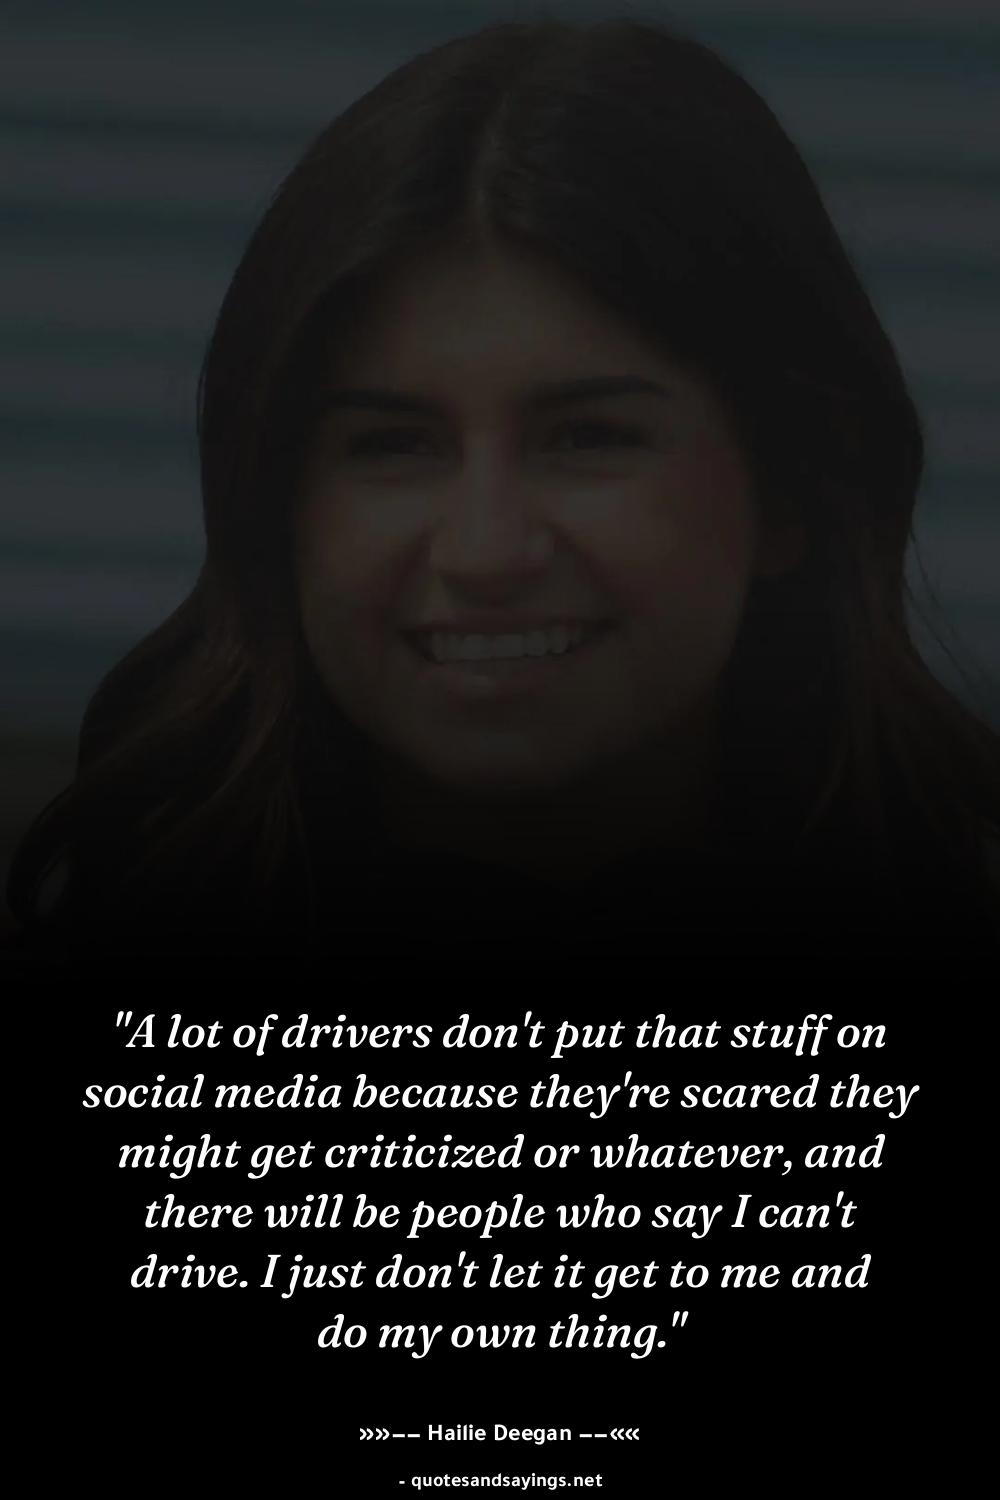 "A lot of drivers don't put that stuff on
social media because they're scared they
might get criticized or whatever, and
there will be people who say I can't
drive. I just don't let it get to me and
do my own thing."
»»–– Hailie Deegan ––««
- quotesandsayings.net